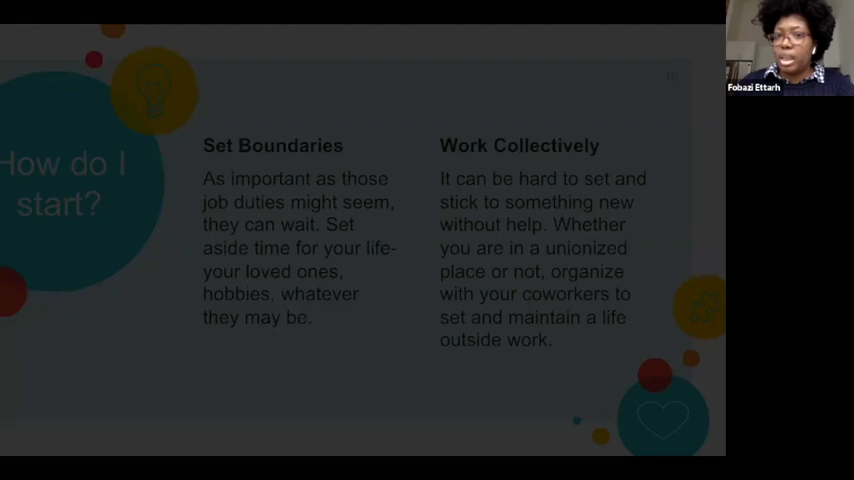 Fobazi Ettarh
16
How do I
start?
Set Boundaries
As important as those
job duties might seem,
they can wait. Set
aside time for your life-
your loved ones,
hobbies, whatever
they may be.
Work Collectively
It can be hard to set and
stick to something new
without help. Whether
you are in a unionized
place or not, organize
with your coworkers to
set and maintain a life
outside work.